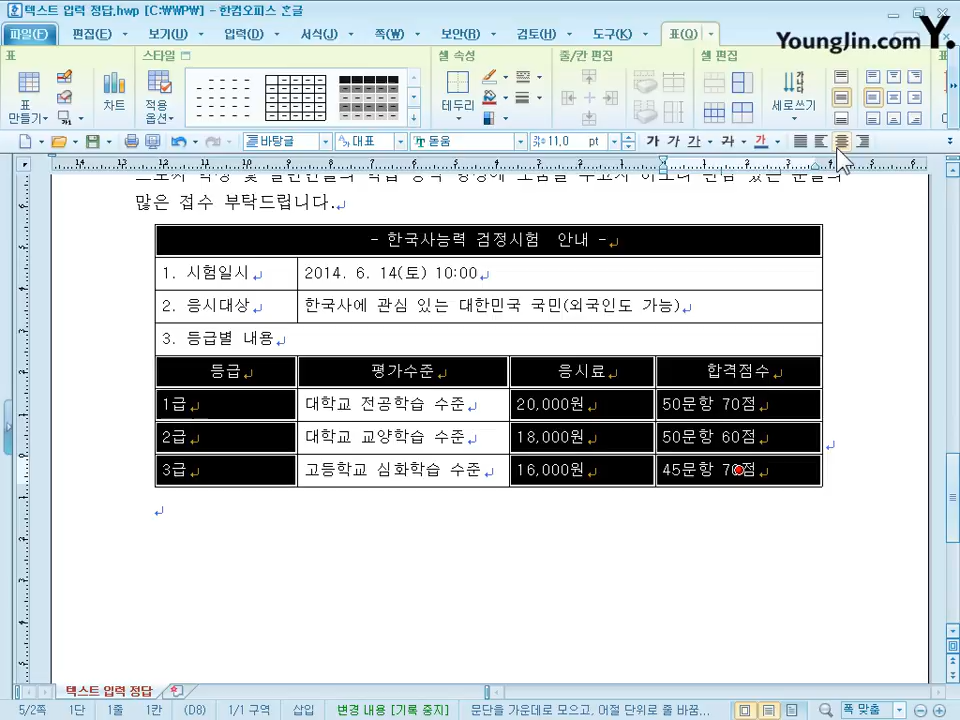 텍스트 입력 정답.hwp [C:\WP\] - 한컴오피스 흔글
파일(F) 편집(E) 보기(U) 입력(D) 서식(J) 쪽(W) 보안(R) 검토(H) 도구(K) 표(Q)
YoungJin.com Y.
표 스타일 셀 속성 줄/칸 편집 셀 편집
표 만들기 차트 적용 옵션 테두리 세로쓰기
바탕글 대표 돋움 11.0 pt 가 가 가 가 가
많은 접수 부탁드립니다.
- 한국사능력 검정시험 안내 -
1. 시험일시 2014. 6. 14(토) 10:00
2. 응시대상 한국사에 관심 있는 대한민국 국민(외국인도 가능)
3. 등급별 내용
등급 평가수준 응시료 합격점수
1급 대학교 전공학습 수준 20,000원 50문항 70점
2급 대학교 교양학습 수준 18,000원 50문항 60점
3급 고등학교 심화학습 수준 16,000원 45문항 70점
텍스트 입력 정답
5/2쪽 1단 1줄 1칸 (D8) 1/1 구역 삽입 변경 내용 [기록 중지] 문단을 가운데로 모으고, 어절 단위로 줄 바꿈... 폭 맞춤